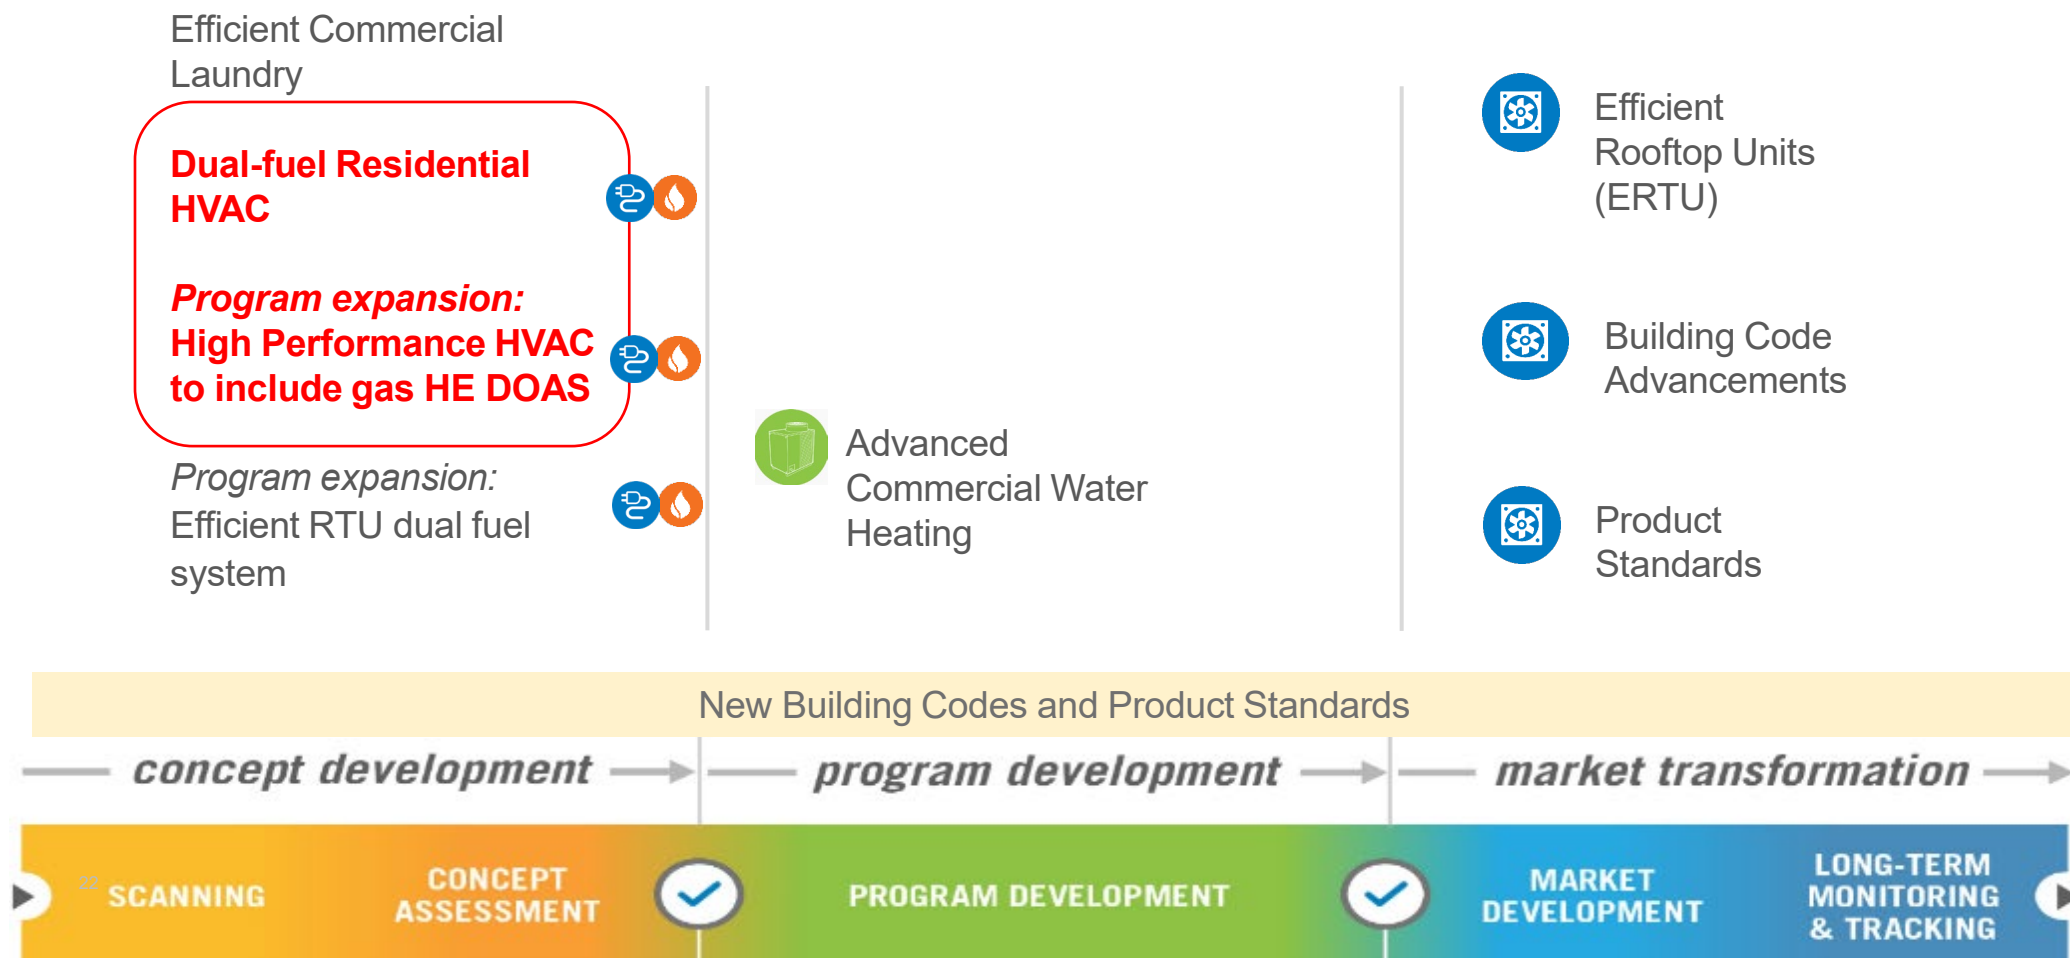 Efficient Commercial
Laundry
Dual-fuel Residential
HVAC
Program expansion:
High Performance HVAC
to include gas HE DOAS
Program expansion:
Efficient RTU dual fuel
system
Advanced
Commercial Water
Heating
Efficient
Rooftop Units
(ERTU)
Building Code
Advancements
Product
Standards
New Building Codes and Product Standards
concept development
program development
market transformation
22
SCANNING
CONCEPT
ASSESSMENT
PROGRAM DEVELOPMENT
MARKET
DEVELOPMENT
LONG-TERM
MONITORING
& TRACKING